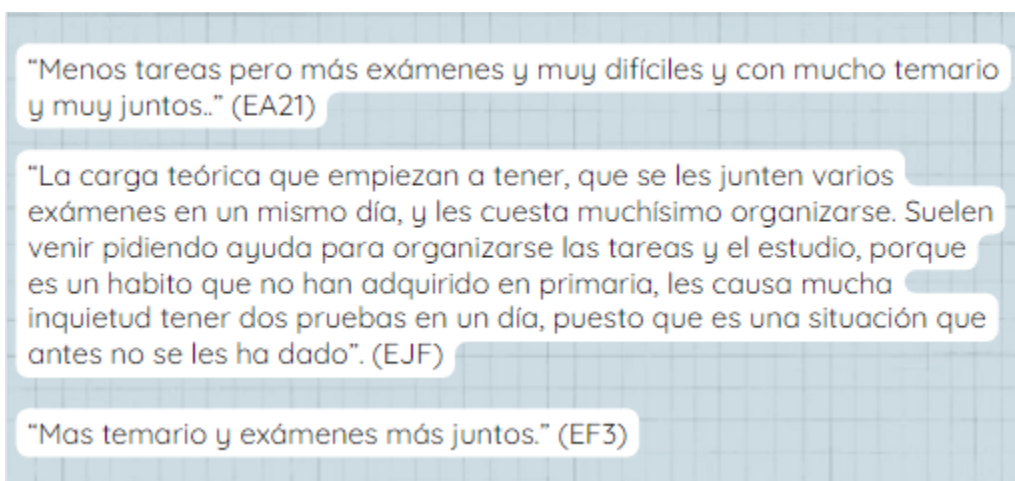 “Menos tareas pero más exámenes y muy difíciles y con mucho temario
y muy juntos..” (EA21)
“La carga teórica que empiezan a tener, que se les junten varios
exámenes en un mismo día, y les cuesta muchísimo organizarse. Suelen
venir pidiendo ayuda para organizarse las tareas y el estudio, porque
es un habito que no han adquirido en primaria, les causa mucha
inquietud tener dos pruebas en un día, puesto que es una situación que
antes no se les ha dado”. (EJF)
“Mas temario y exámenes más juntos.” (EF3)